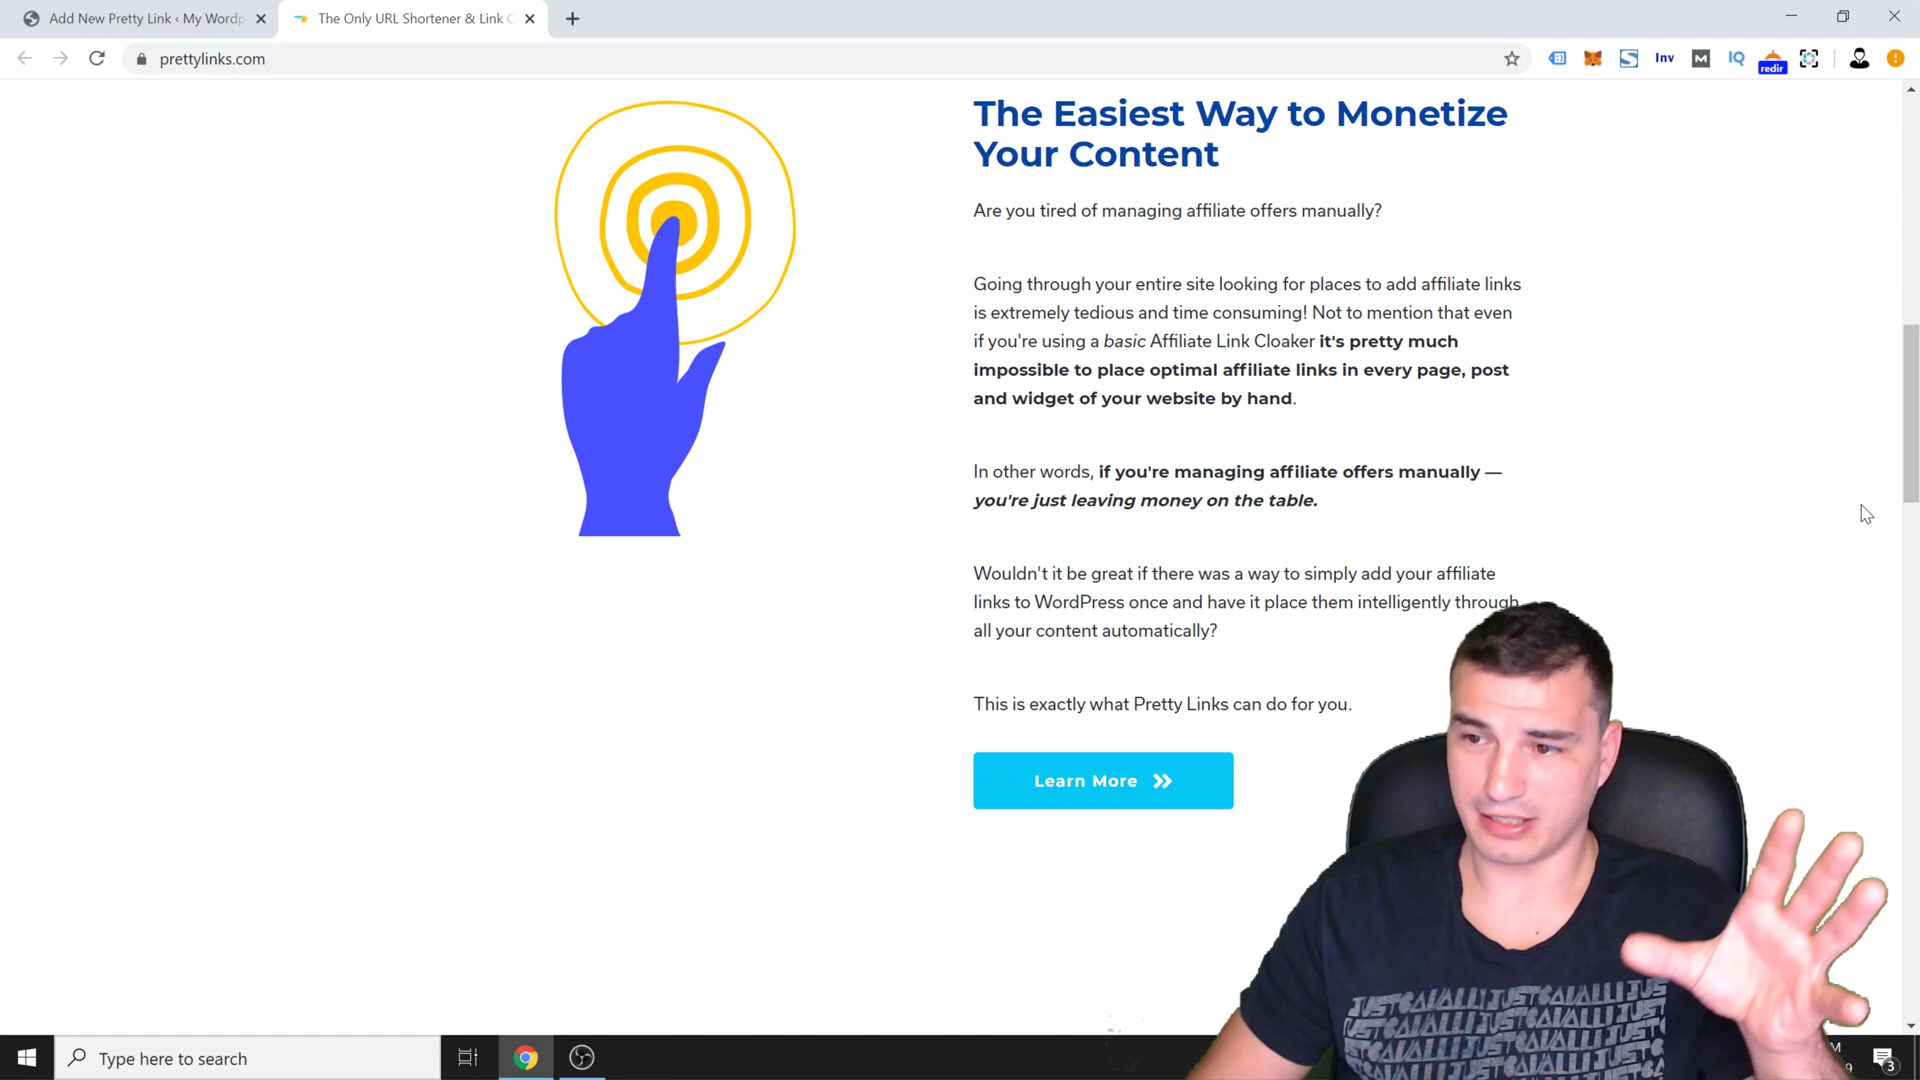 Add New Pretty Link ‹ My Wordp
The Only URL Shortener & Link C
prettylinks.com
Inv
M
IQ
redir
The Easiest Way to Monetize
Your Content
Are you tired of managing affiliate offers manually?
Going through your entire site looking for places to add affiliate links
is extremely tedious and time consuming! Not to mention that even
if you're using a basic Affiliate Link Cloaker it's pretty much
impossible to place optimal affiliate links in every page, post
and widget of your website by hand.
In other words, if you're managing affiliate offers manually —
you're just leaving money on the table.
Wouldn't it be great if there was a way to simply add your affiliate
links to WordPress once and have it place them intelligently through
all your content automatically?
This is exactly what Pretty Links can do for you.
Learn More
JUSTCAVALLIJUSTCAVALLIJUS
Type here to search
M
9
3